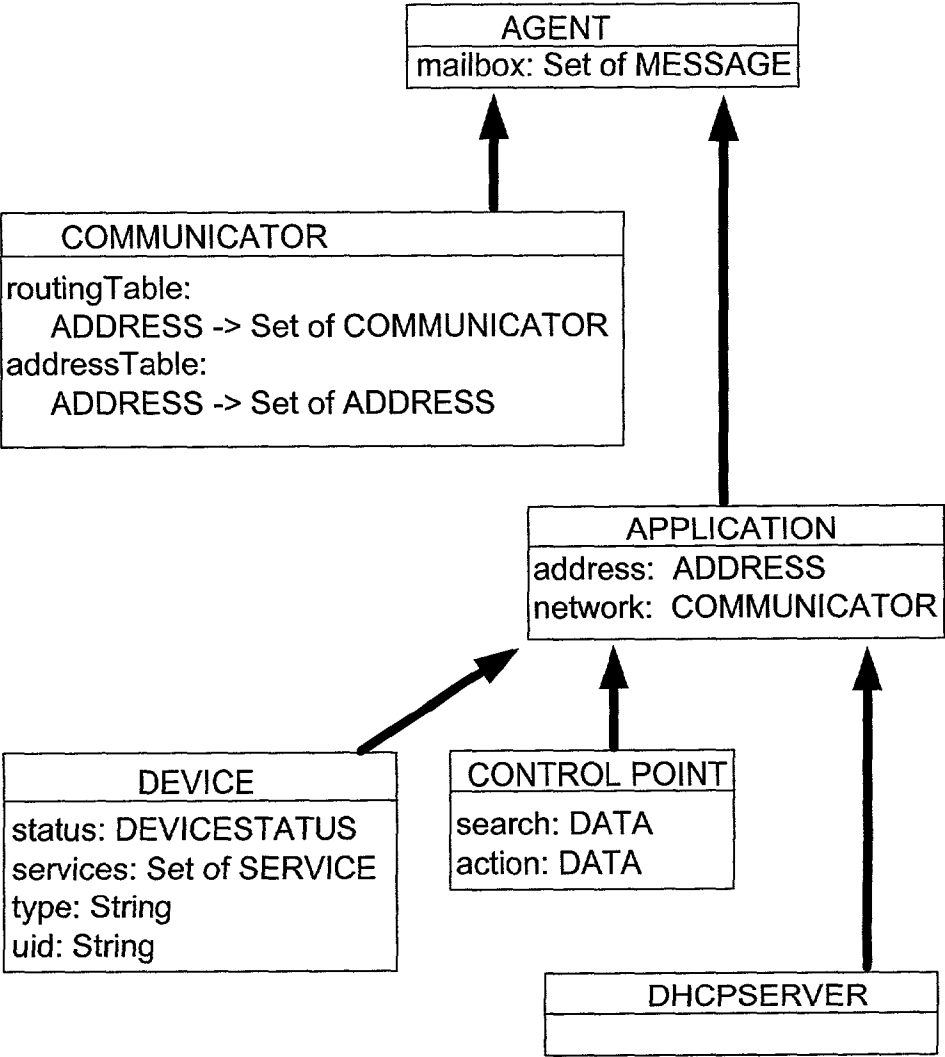 AGENT
mailbox: Set of MESSAGE
COMMUNICATOR
routingTable:
ADDRESS -> Set of COMMUNICATOR
addressTable:
ADDRESS -> Set of ADDRESS
APPLICATION
address: ADDRESS
network: COMMUNICATOR
DEVICE
status: DEVICESTATUS
services: Set of SERVICE
type: String
uid: String
CONTROL POINT
search: DATA
action: DATA
DHCPSERVER